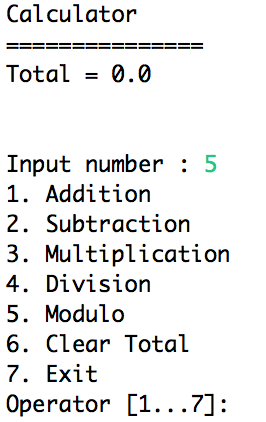 Calculator
===============
Total = 0.0
Input number : 5
1. Addition
2. Subtraction
3. Multiplication
4. Division
5. Modulo
6. Clear Total
7. Exit
Operator [1...7]: